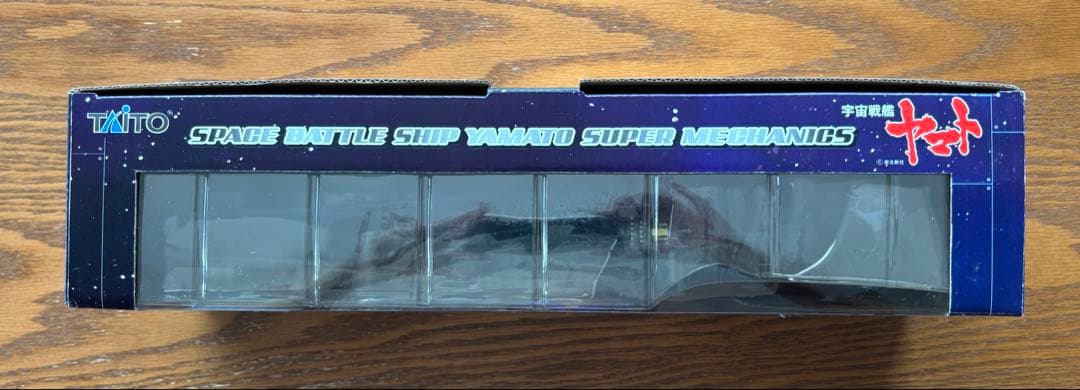 TAITO
SPACE BATTLE SHIP YAMATO SUPER MECHANICS
宇宙戦艦
ヤマト